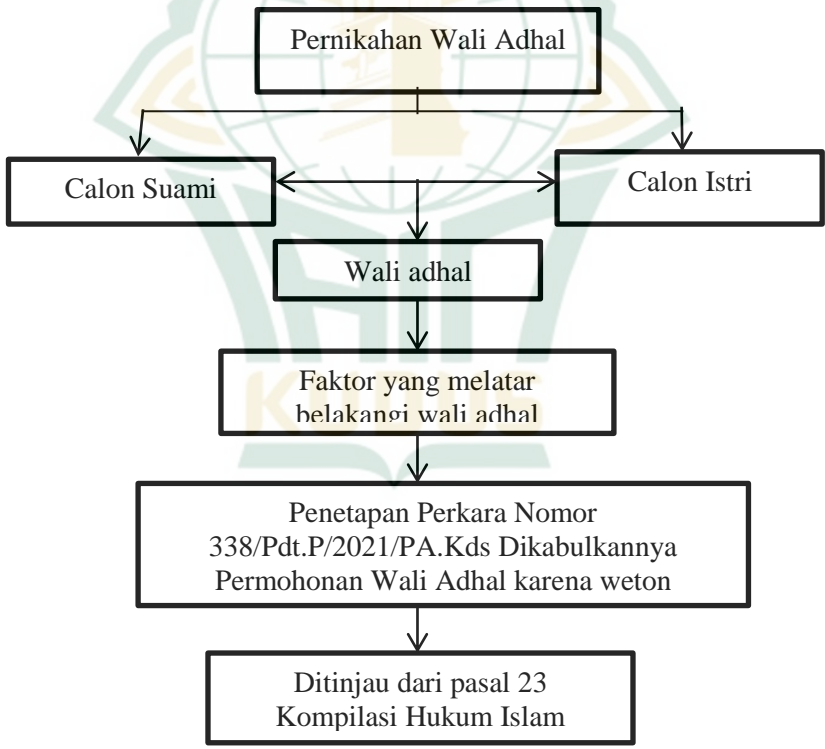 Pernikahan Wali Adhal
Calon Suami
Calon Istri
Wali adhal
Faktor yang melatar
belakangi wali adhal
KUDUS
Penetapan Perkara Nomor
338/Pdt.P/2021/PA.Kds Dikabulkannya
Permohonan Wali Adhal karena weton
Ditinjau dari pasal 23
Kompilasi Hukum Islam